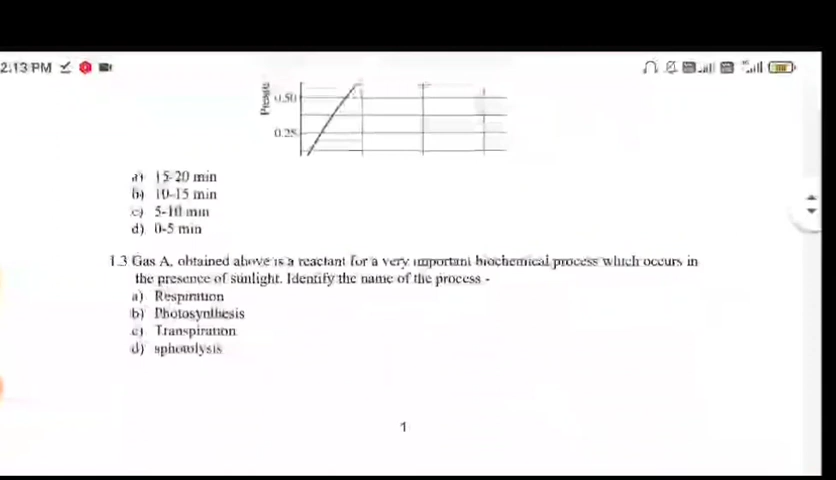 2:13 PM
0.50
0.25
a) 15-20 min
b) 10-15 min
c) 5-10 min
d) 0-5 min
1.3 Gas A, obtained above is a reactant for a very important biochemical process which occurs in
the presence of sunlight. Identify the name of the process -
a) Respiration
b) Photosynthesis
c) Transpiration
d) sphotolysis
1